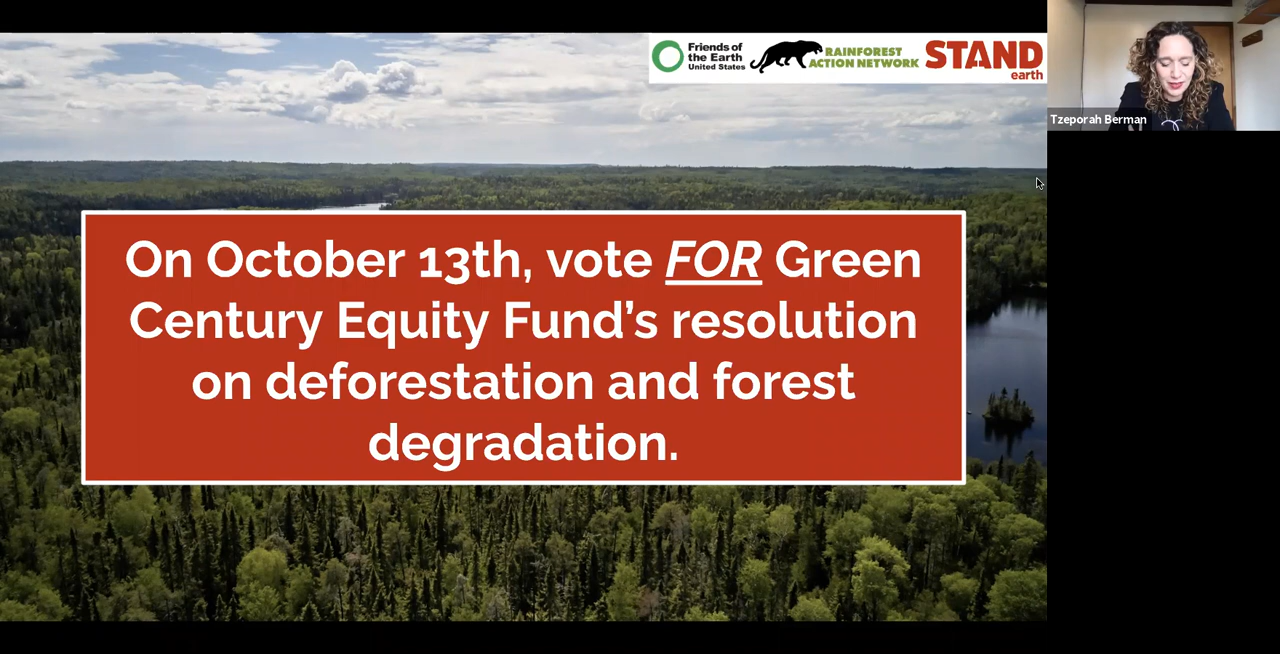 Friends of
the Earth
United States
RAINFOREST
ACTION NETWORK
STAND
earth
Tzeporah Berman
On October 13th, vote FOR Green
Century Equity Fund’s resolution
on deforestation and forest
degradation.